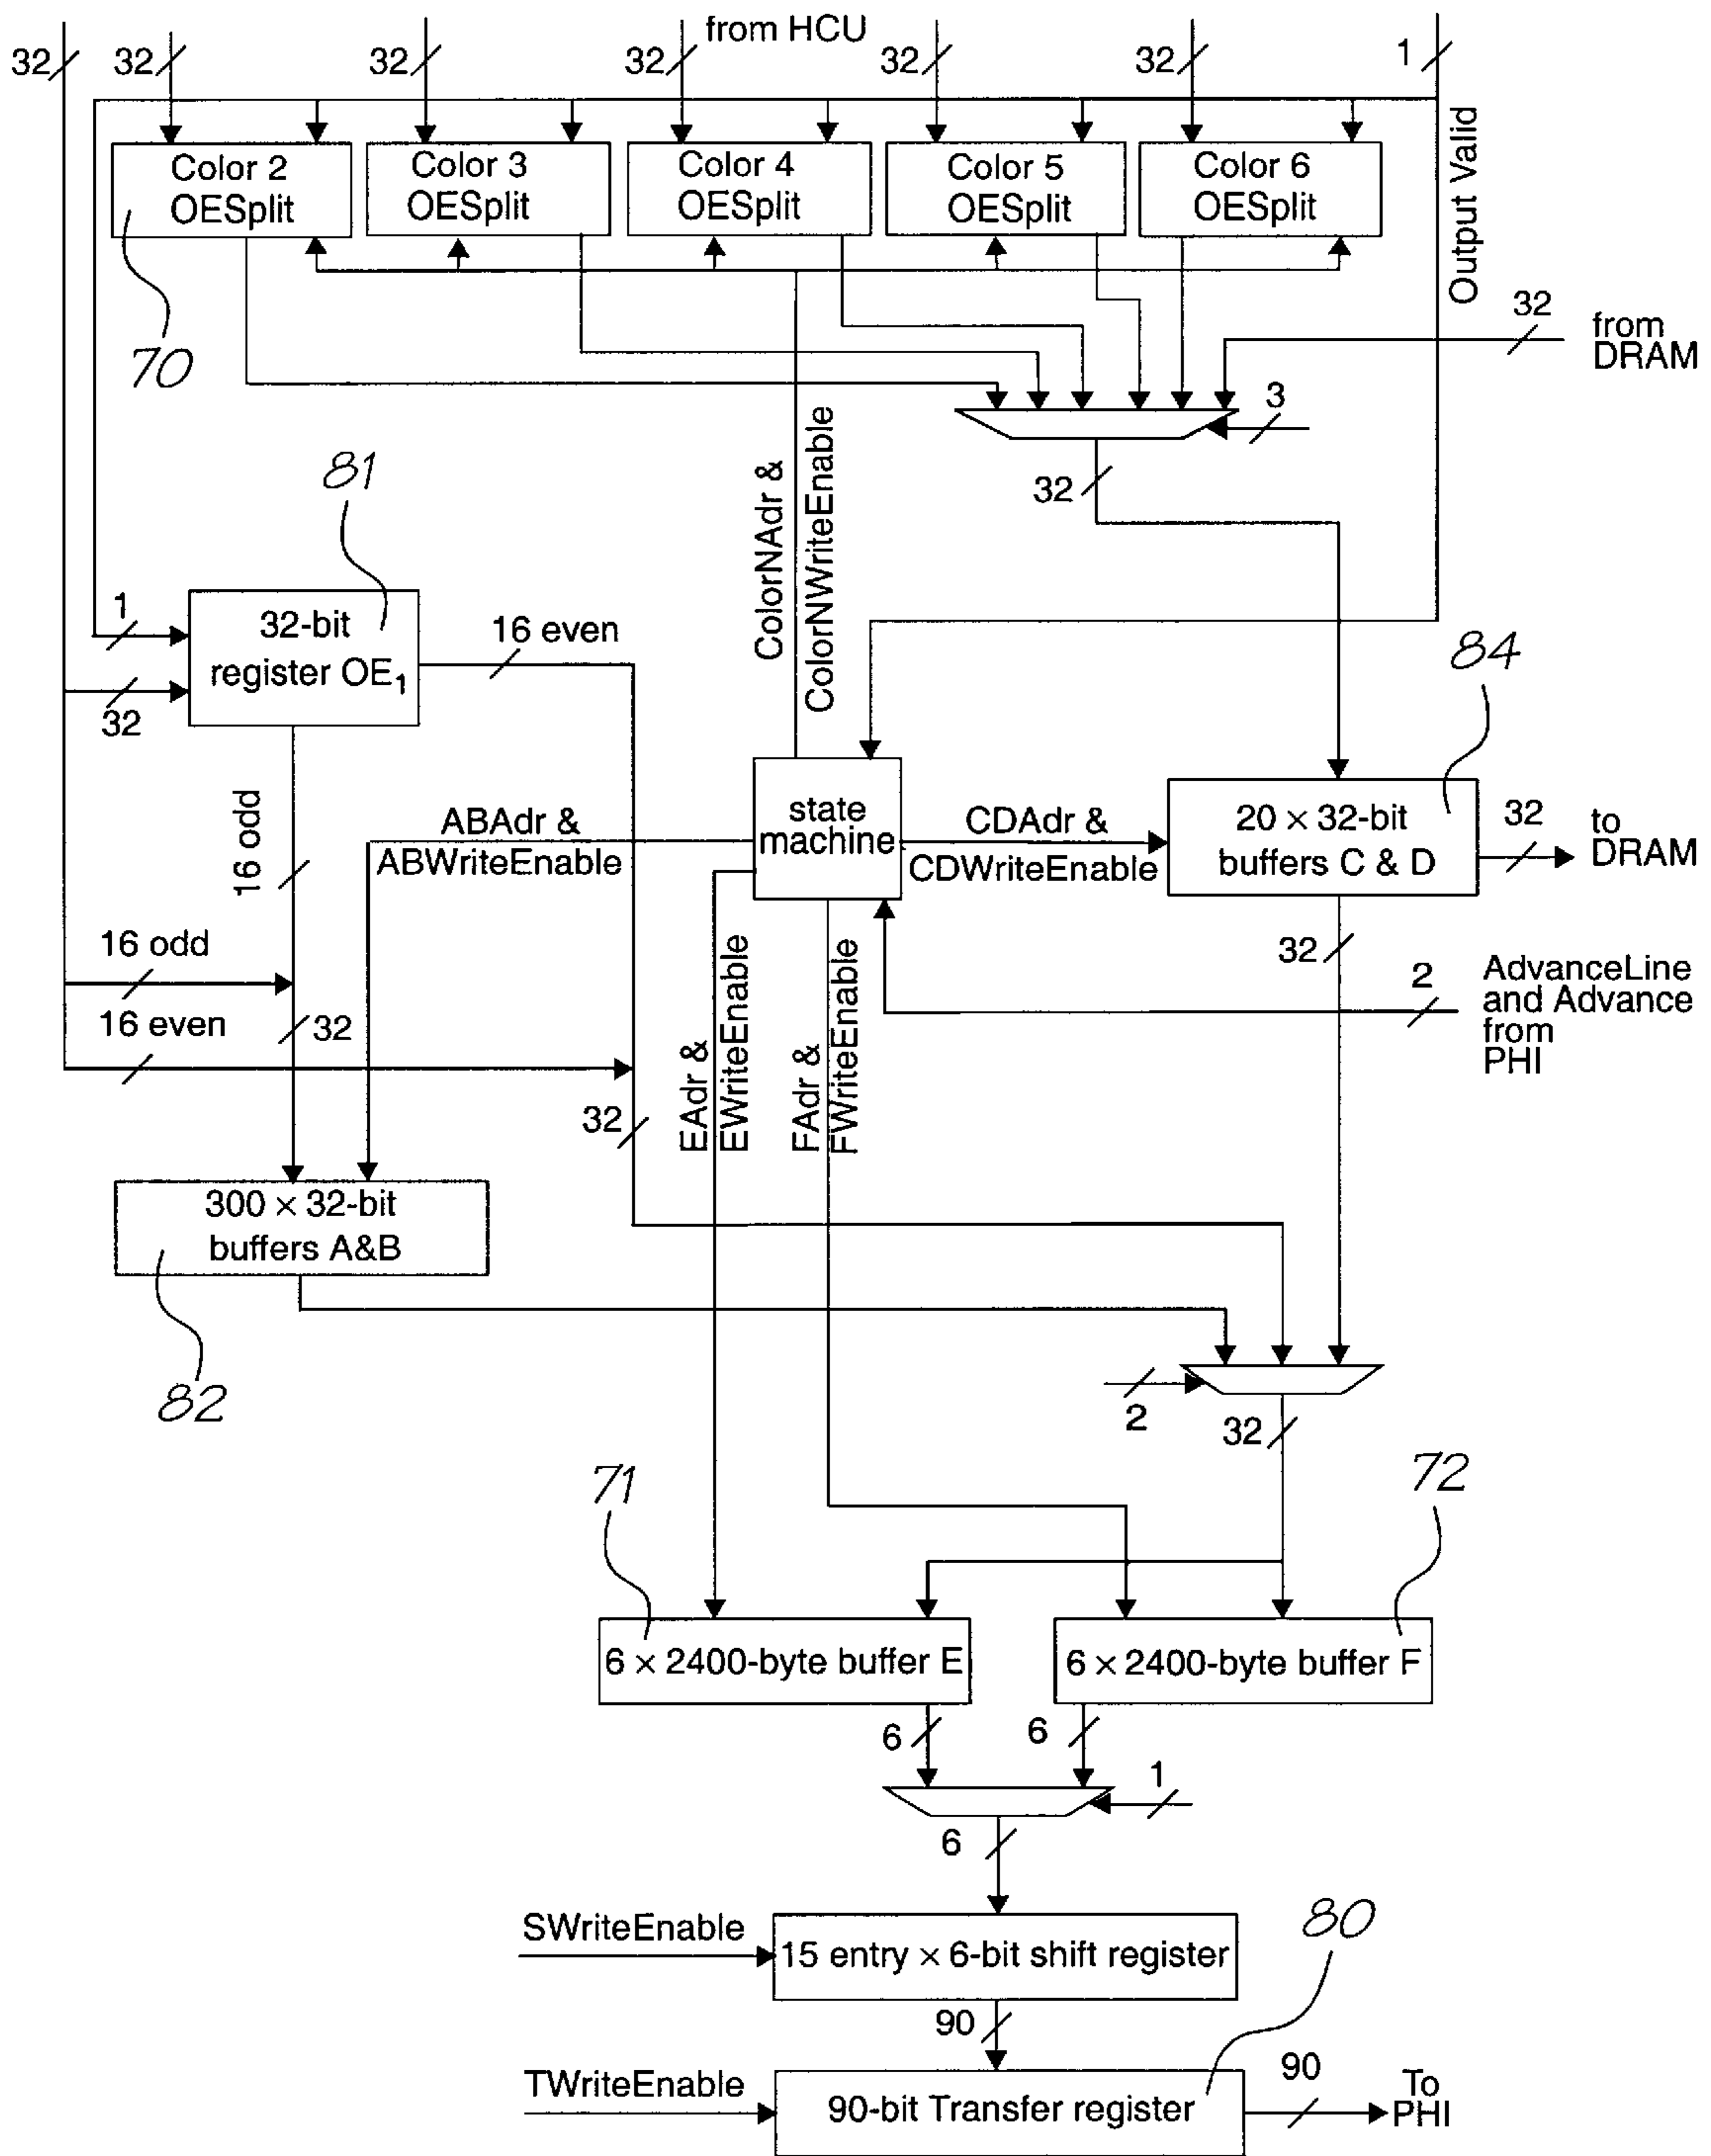 from HCU
32
32
32
32
32
32
1
Color 2
OESplit
Color 3
OESplit
Color 4
OESplit
Color 5
OESplit
Color 6
OESplit
Output Valid
70
32
from
DRAM
3
32
ColorNAdr &
ColorNWriteEnable
81
1
32
32-bit
register OE1
16 even
84
16 odd
ABAdr &
ABWriteEnable
state
machine
CDAdr &
CDWriteEnable
20 × 32-bit
buffers C & D
32
to
DRAM
16 odd
16 even
32
32
EAdr &
EWriteEnable
FAdr &
FWriteEnable
32
2
AdvanceLine
and Advance
from
PHI
300 × 32-bit
buffers A&B
82
2
32
71
72
6 × 2400-byte buffer E
6 × 2400-byte buffer F
6
6
1
6
SWriteEnable
15 entry × 6-bit shift register
80
90
TWriteEnable
90-bit Transfer register
90
To
PHI